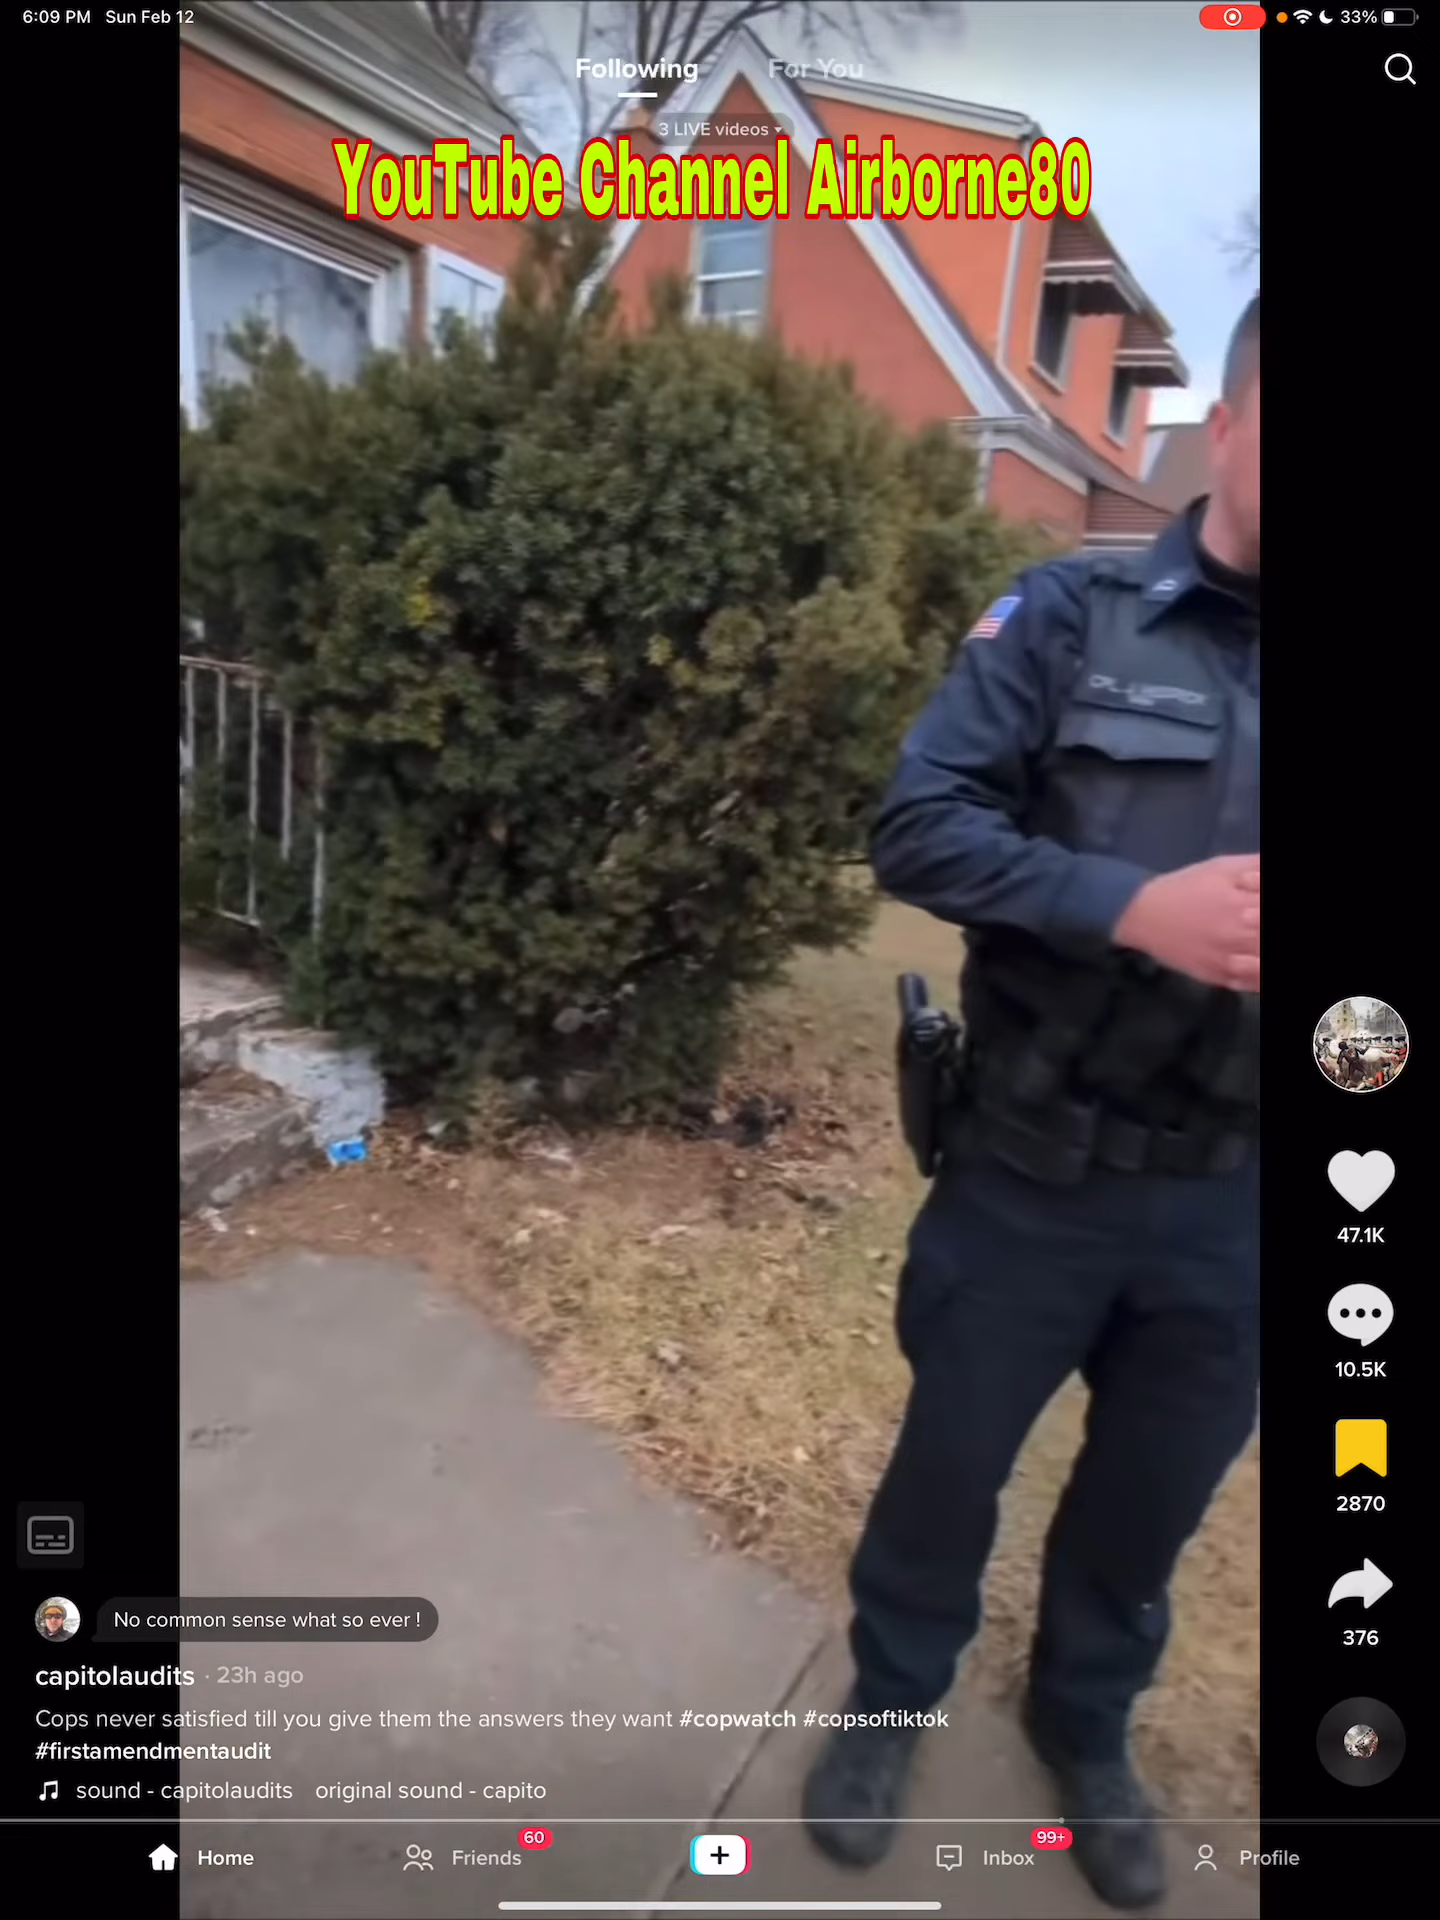 6:09 PM Sun Feb 12
33%
Following For You
3 LIVE videos
YouTube Channel Airborne80
47.1K
10.5K
2870
376
No common sense what so ever !
capitolaudits · 23h ago
Cops never satisfied till you give them the answers they want #copwatch #copsoftiktok
#firstamendmentaudit
sound - capitolaudits original sound - capito
Home
Friends 60
Inbox 99+
Profile